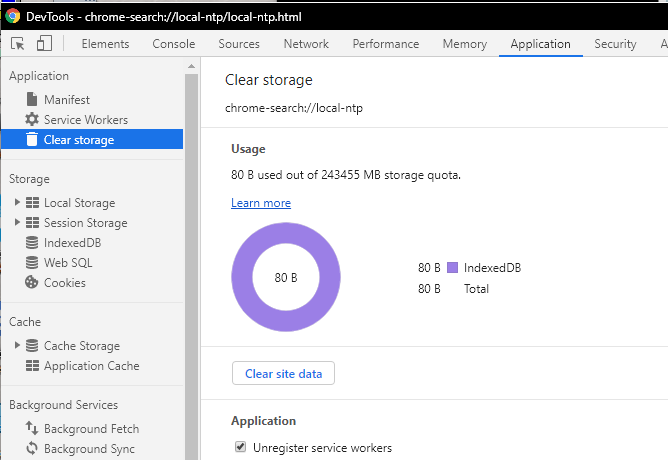 DevTools - chrome-search://local-ntp/local-ntp.html
Elements Console Sources Network Performance Memory Application Security A
Application
Manifest
Service Workers
Clear storage
Storage
Local Storage
Session Storage
IndexedDB
Web SQL
Cookies
Cache
Cache Storage
Application Cache
Background Services
Background Fetch
Background Sync
Clear storage
chrome-search://local-ntp
Usage
80 B used out of 243455 MB storage quota.
Learn more
80 B
80 B IndexedDB
80 B Total
Clear site data
Application
Unregister service workers